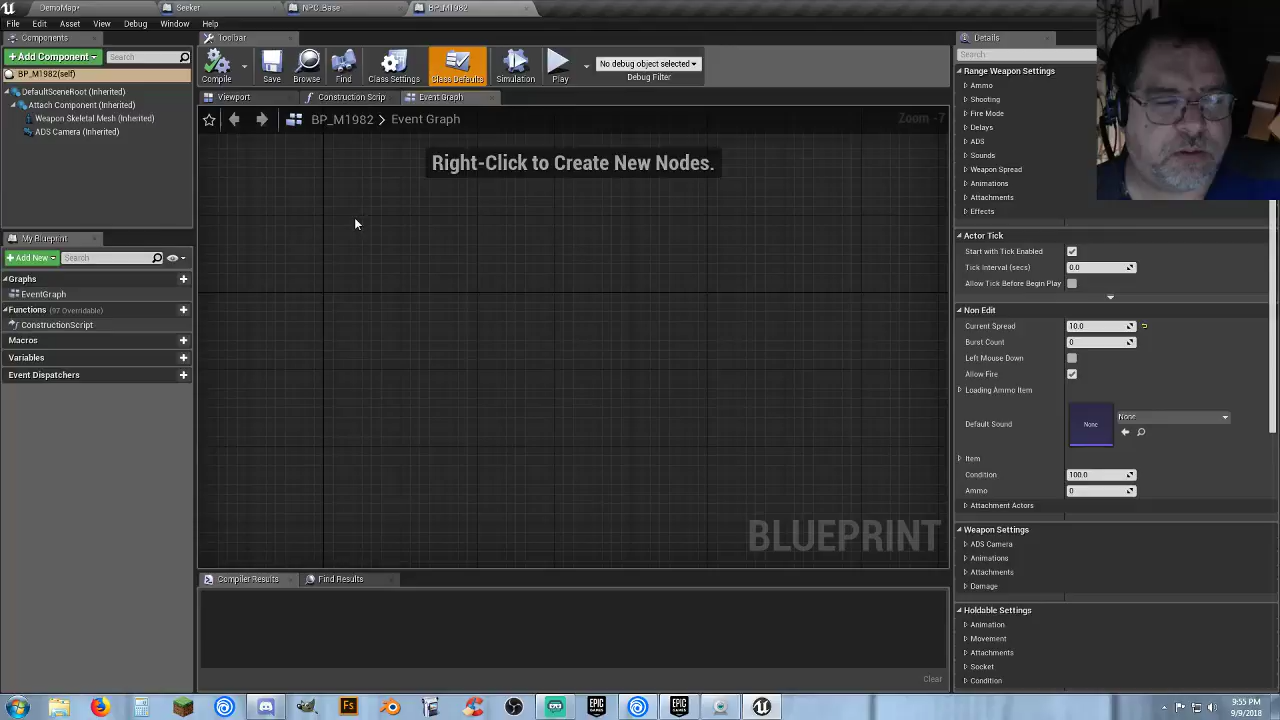 DemoMap*
Seeker
NPC_Base
BP_M1982
File Edit Asset View Debug Window Help
Components
Toolbar
Details
+ Add Component
Search
Compile
Save
Browse
Find
Class Settings
Class Defaults
Simulation
Play
No debug object selected
Debug Filter
Search
BP_M1982(self)
DefaultSceneRoot (Inherited)
Attach Component (Inherited)
Weapon Skeletal Mesh (Inherited)
ADS Camera (Inherited)
Viewport
Construction Scrip
Event Graph
BP_M1982 > Event Graph
Zoom -7
Right-Click to Create New Nodes.
BLUEPRINT
My Blueprint
+ Add New
Search
Graphs
EventGraph
Functions (97 Overridable)
ConstructionScript
Macros
Variables
Event Dispatchers
Compiler Results
Find Results
Clear
Range Weapon Settings
Ammo
Shooting
Fire Mode
Delays
ADS
Sounds
Weapon Spread
Animations
Attachments
Effects
Actor Tick
Start with Tick Enabled
Tick Interval (secs) 0.0
Allow Tick Before Begin Play
Non Edit
Current Spread 10.0
Burst Count 0
Left Mouse Down
Allow Fire
Loading Ammo Item
Default Sound None None
Item
Condition 100.0
Ammo 0
Attachment Actors
Weapon Settings
ADS Camera
Animations
Attachments
Damage
Holdable Settings
Animation
Movement
Attachments
Socket
Condition
Fs
EPIC GAMES
EPIC GAMES
9:55 PM
9/9/2018